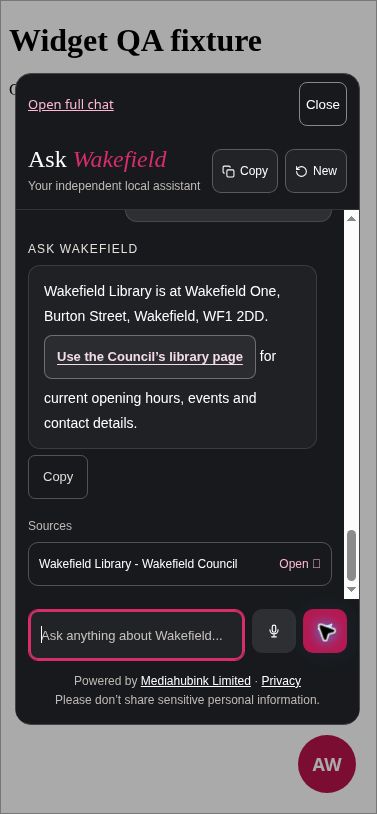 Widget QA fixture
Open full chat
Close
Ask Wakefield
Your independent local assistant
Copy
New
ASK WAKEFIELD
Wakefield Library is at Wakefield One,
Burton Street, Wakefield, WF1 2DD.
Use the Council’s library page for
current opening hours, events and
contact details.
Copy
Sources
Wakefield Library - Wakefield Council
Open
Ask anything about Wakefield...
Powered by Mediahubink Limited · Privacy
Please don’t share sensitive personal information.
AW